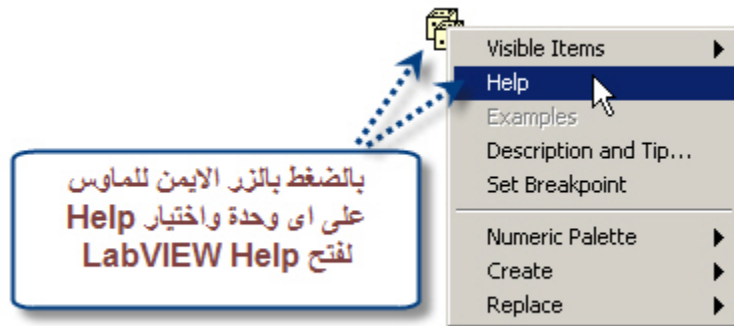 Visible Items
Help
Examples
Description and Tip...
Set Breakpoint
Numeric Palette
Create
Replace
بالضغط بالزر الايمن للماوس
على اى وحدة واختيار Help
لفتح LabVIEW Help